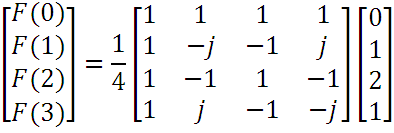 [F(0) F(1) F(2) F(3)] = 1/4 [1 1 1 1; 1 -j -1 j; 1 -1 1 -1; 1 j -1 -j] [0 1 2 1]